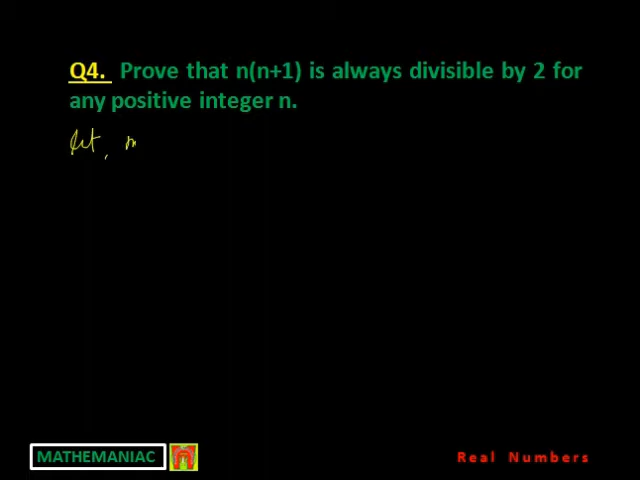 Q4. Prove that n(n+1) is always divisible by 2 for
any positive integer n.
Let, n
MATHEMANIAC
Real Numbers